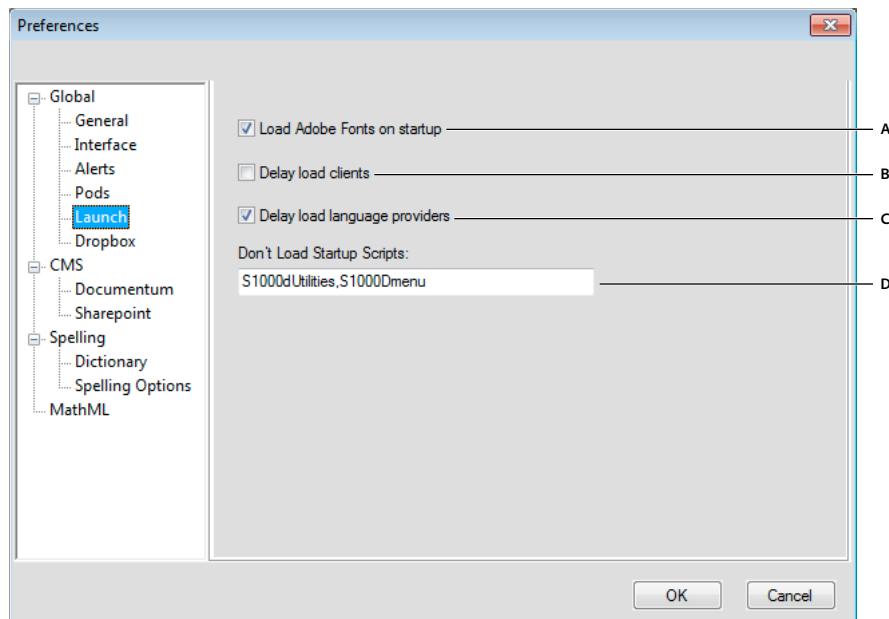 Preferences
Global
General
Interface
Alerts
Pods
Launch
Dropbox
CMS
Documentum
Sharepoint
Spelling
Dictionary
Spelling Options
MathML
Load Adobe Fonts on startup
A
Delay load clients
B
Delay load language providers
C
Don't Load Startup Scripts:
S1000dUtilities,S1000Dmenu
D
OK
Cancel